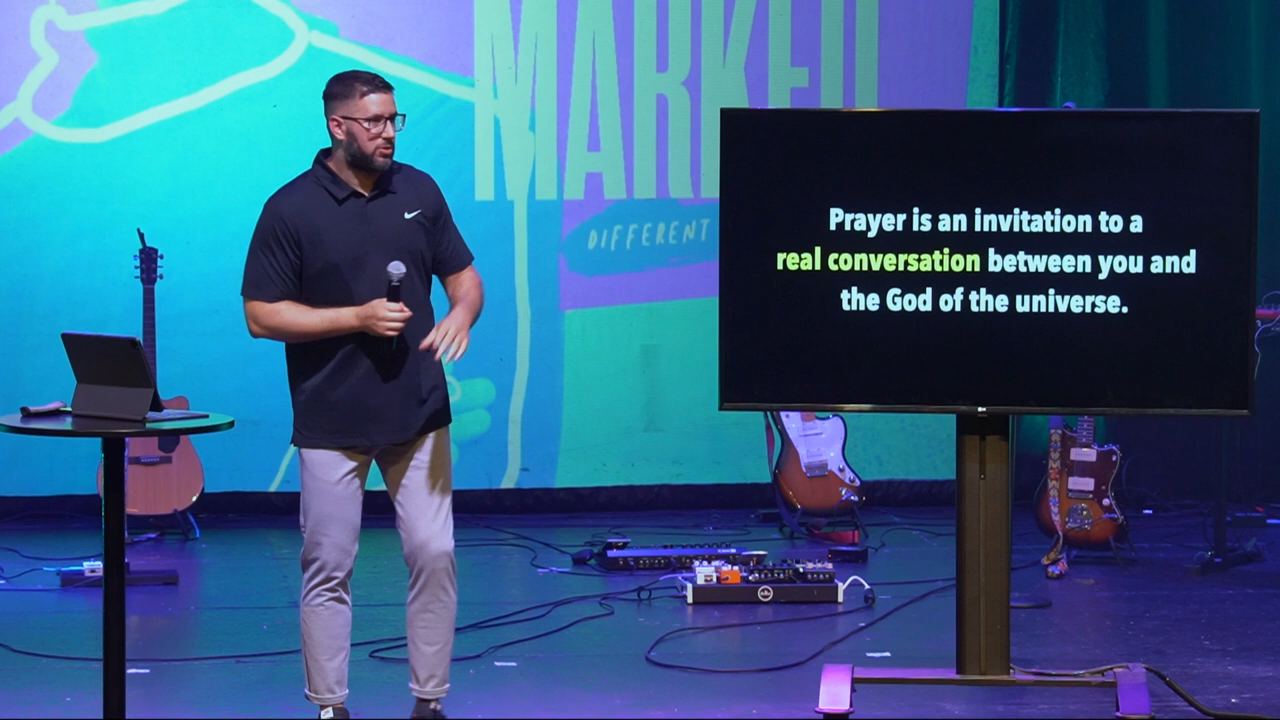 MARKED
DIFFERENT
Prayer is an invitation to a
real conversation between you and
the God of the universe.